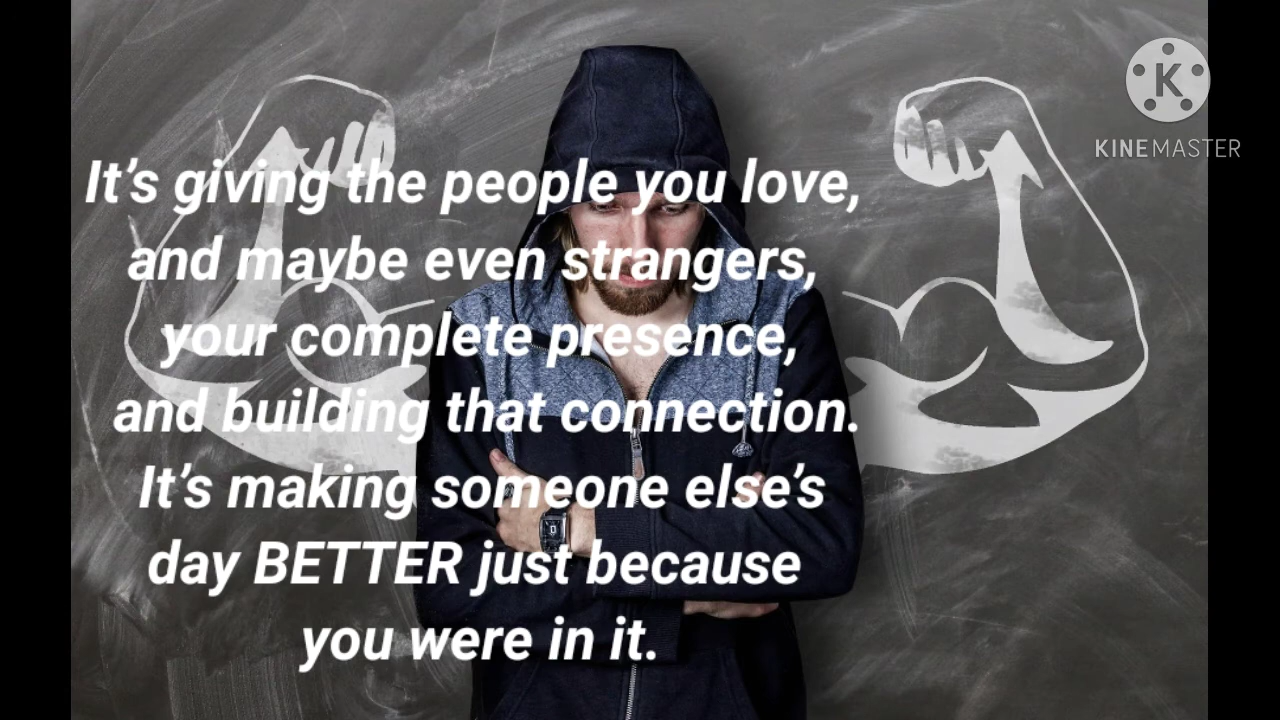 It’s giving the people you love,
and maybe even strangers,
your complete presence,
and building that connection.
It’s making someone else’s
day BETTER just because
you were in it.
K
KINEMASTER